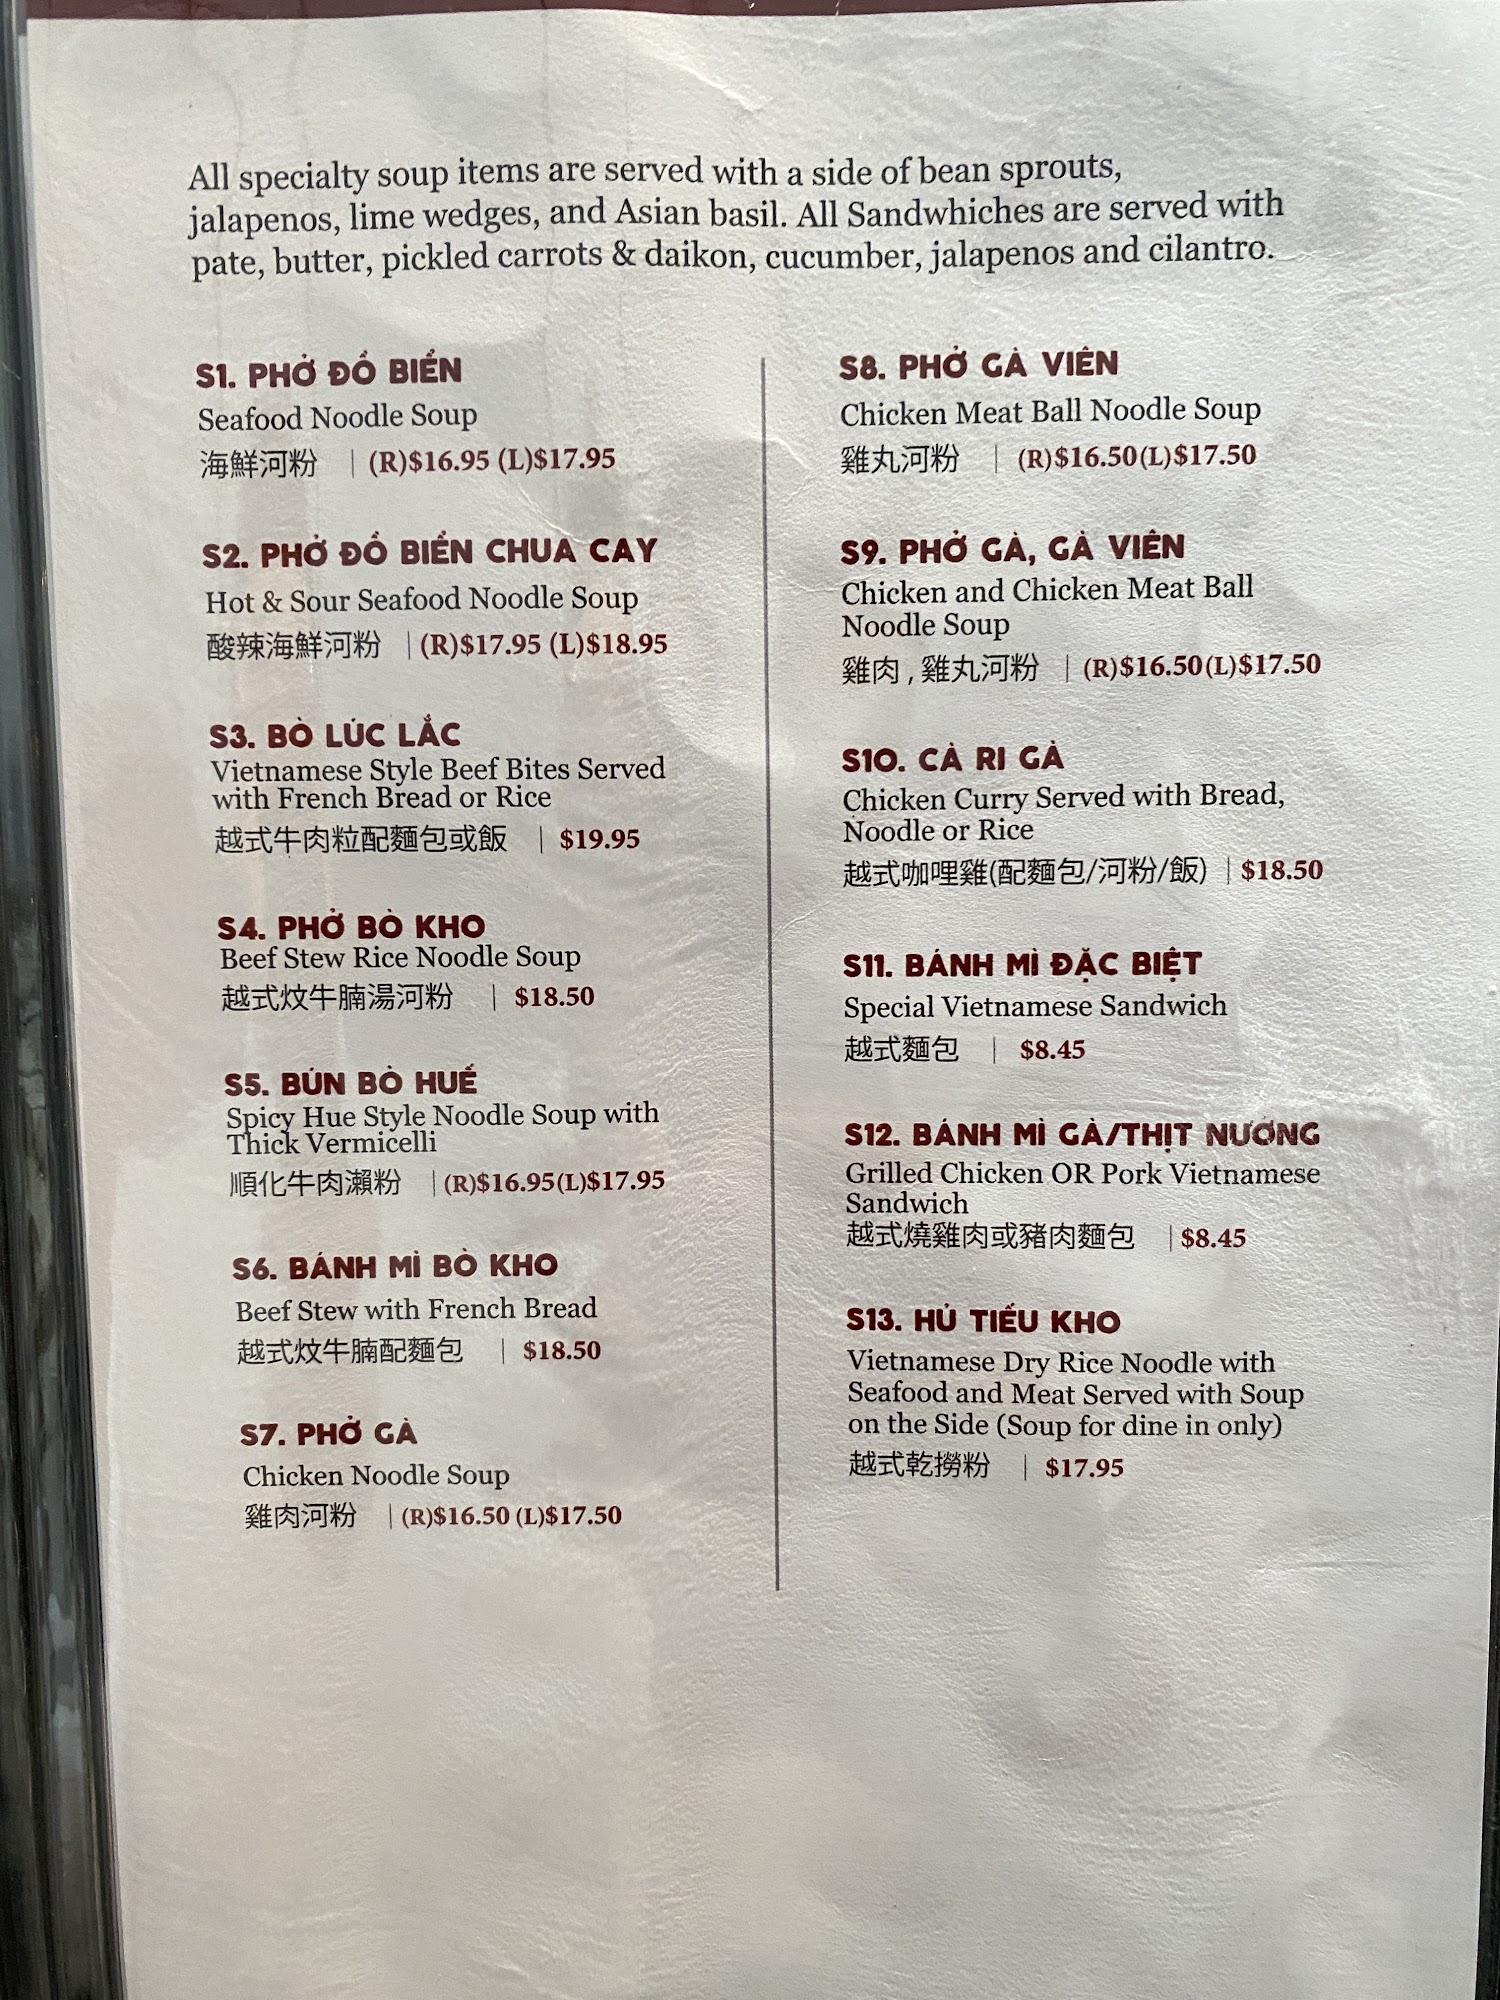 All specialty soup items are served with a side of bean sprouts,
jalapenos, lime wedges, and Asian basil. All Sandwhiches are served with
pate, butter, pickled carrots & daikon, cucumber, jalapenos and cilantro.
S1. PHỞ ĐỒ BIỂN
Seafood Noodle Soup
海鮮河粉 | (R)$16.95 (L)$17.95
S2. PHỞ ĐỒ BIỂN CHUA CAY
Hot & Sour Seafood Noodle Soup
酸辣海鮮河粉 | (R)$17.95 (L)$18.95
S3. BÒ LÚC LẮC
Vietnamese Style Beef Bites Served
with French Bread or Rice
越式牛肉粒配麵包或飯 | $19.95
S4. PHỞ BÒ KHO
Beef Stew Rice Noodle Soup
越式炆牛腩湯河粉 | $18.50
S5. BÚN BÒ HUẾ
Spicy Hue Style Noodle Soup with
Thick Vermicelli
順化牛肉瀨粉 | (R)$16.95(L)$17.95
S6. BÁNH MÌ BÒ KHO
Beef Stew with French Bread
越式炆牛腩配麵包 | $18.50
S7. PHỞ GÀ
Chicken Noodle Soup
雞肉河粉 | (R)$16.50 (L)$17.50
S8. PHỞ GÀ VIÊN
Chicken Meat Ball Noodle Soup
雞丸河粉 | (R)$16.50(L)$17.50
S9. PHỞ GÀ, GÀ VIÊN
Chicken and Chicken Meat Ball
Noodle Soup
雞肉 , 雞丸河粉 | (R)$16.50(L)$17.50
S10. CÀ RI GÀ
Chicken Curry Served with Bread,
Noodle or Rice
越式咖哩雞(配麵包/河粉/飯) | $18.50
S11. BÁNH MÌ ĐẶC BIỆT
Special Vietnamese Sandwich
越式麵包 | $8.45
S12. BÁNH MÌ GÀ/THỊT NƯỚNG
Grilled Chicken OR Pork Vietnamese
Sandwich
越式燒雞肉或豬肉麵包 | $8.45
S13. HỦ TIẾU KHO
Vietnamese Dry Rice Noodle with
Seafood and Meat Served with Soup
on the Side (Soup for dine in only)
越式乾撈粉 | $17.95